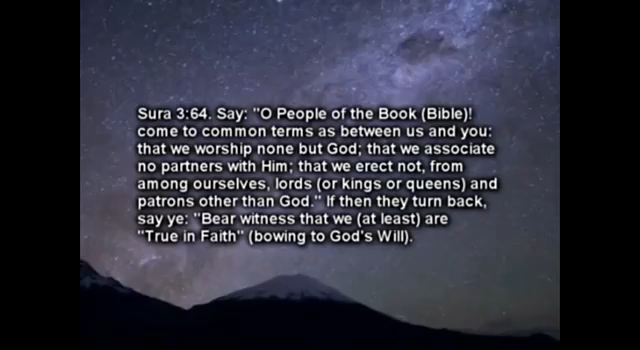 Sura 3:64. Say: "O People of the Book (Bible)!
come to common terms as between us and you:
that we worship none but God; that we associate
no partners with Him; that we erect not, from
among ourselves, lords (or kings or queens) and
patrons other than God." If then they turn back,
say ye: "Bear witness that we (at least) are
"True in Faith" (bowing to God's Will).